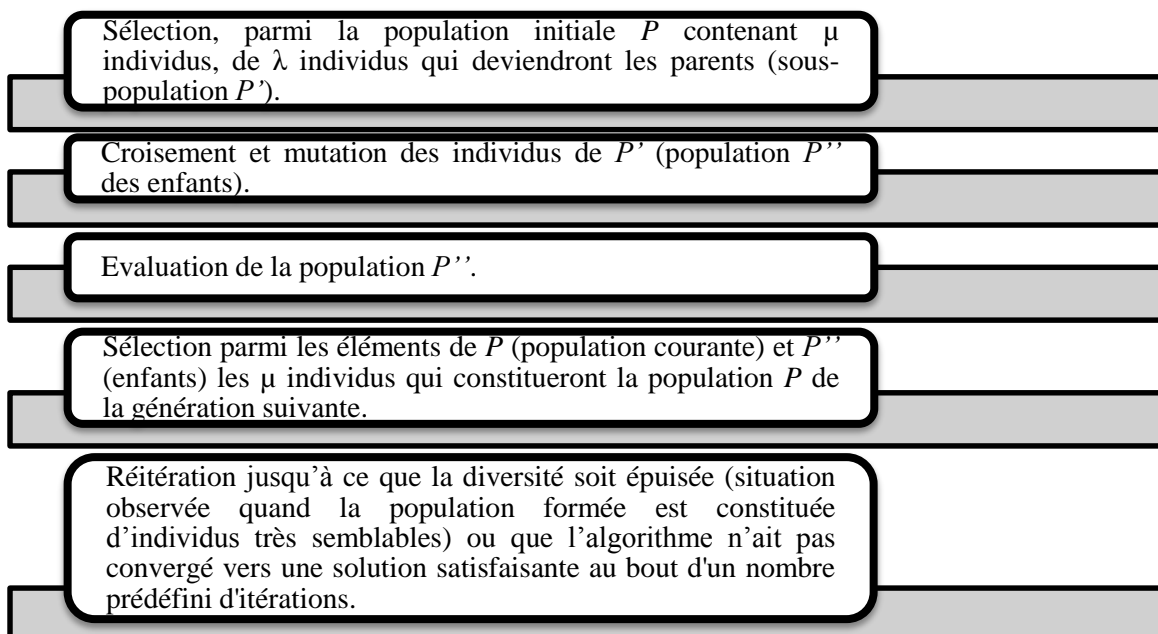 Sélection, parmi la population initiale P contenant µ
individus, de λ individus qui deviendront les parents (sous-
population P’).
Croisement et mutation des individus de P’ (population P’’
des enfants).
Evaluation de la population P’’.
Sélection parmi les éléments de P (population courante) et P’’
(enfants) les µ individus qui constitueront la population P de
la génération suivante.
Réitération jusqu’à ce que la diversité soit épuisée (situation
observée quand la population formée est constituée
d’individus très semblables) ou que l’algorithme n’ait pas
convergé vers une solution satisfaisante au bout d'un nombre
prédéfini d'itérations.